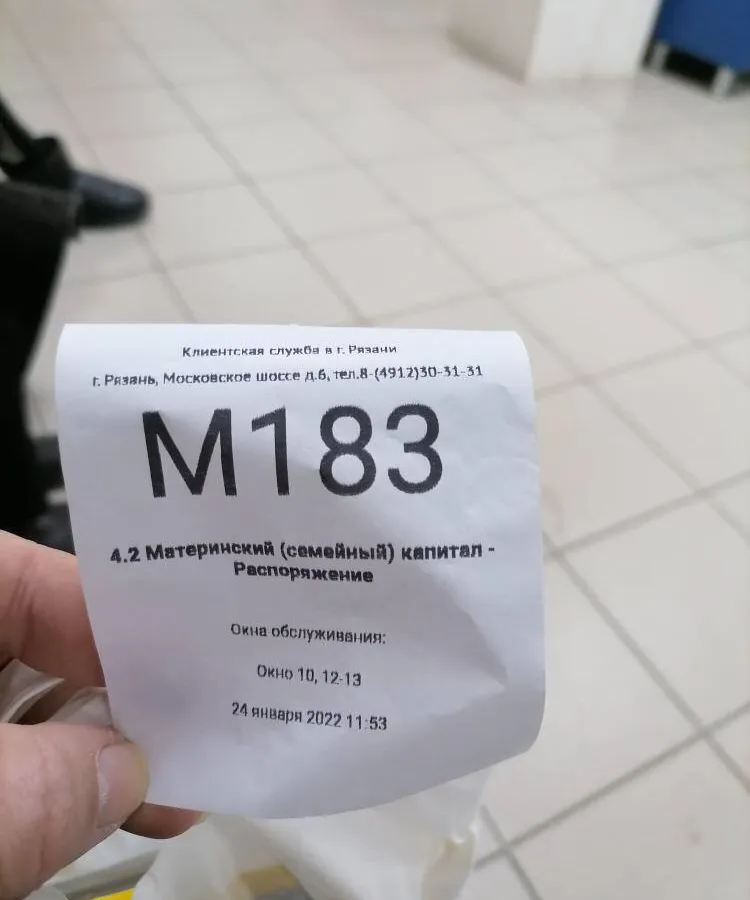 Клиентская служба в г. Рязани
г. Рязань, Московское шоссе д.6, тел.8-(4912)30-31-31
М183
4.2 Материнский (семейный) капитал -
Распоряжение
Окна обслуживания:
Окно 10, 12-13
24 января 2022 11:53